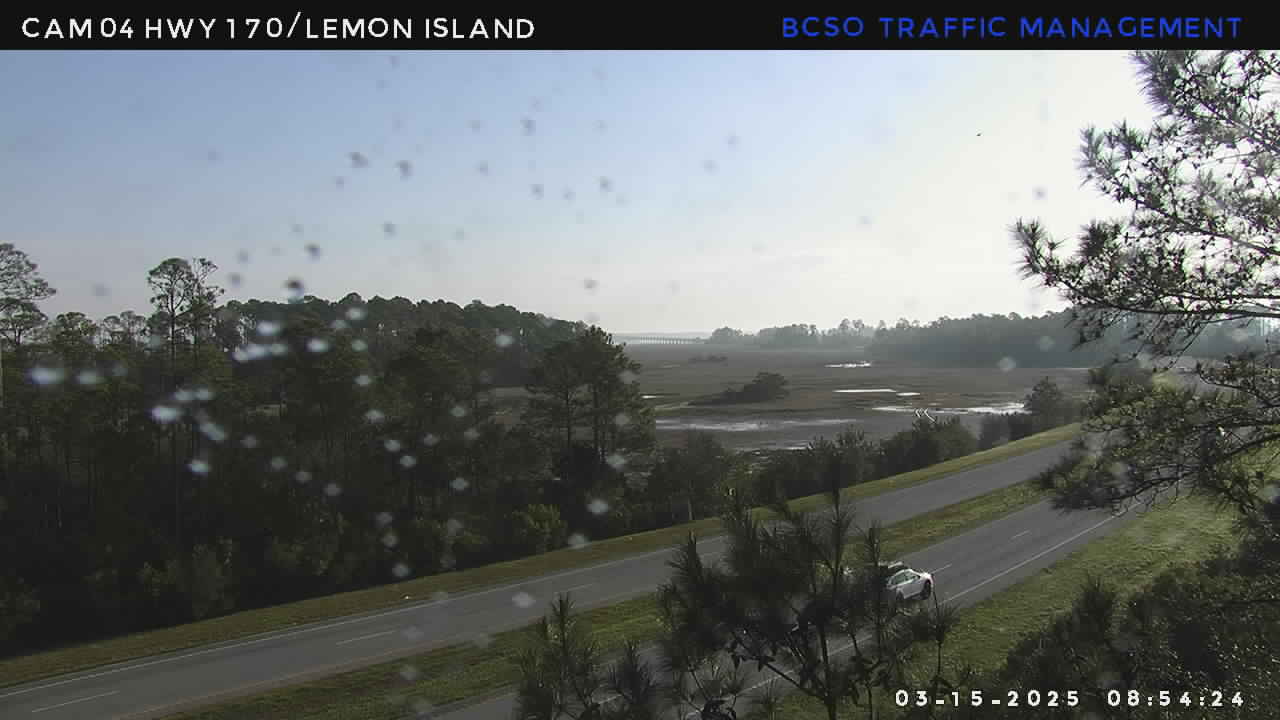 CAM04 HWY 170/LEMON ISLAND
BCSO TRAFFIC MANAGEMENT
03-15-2025 08:54:24